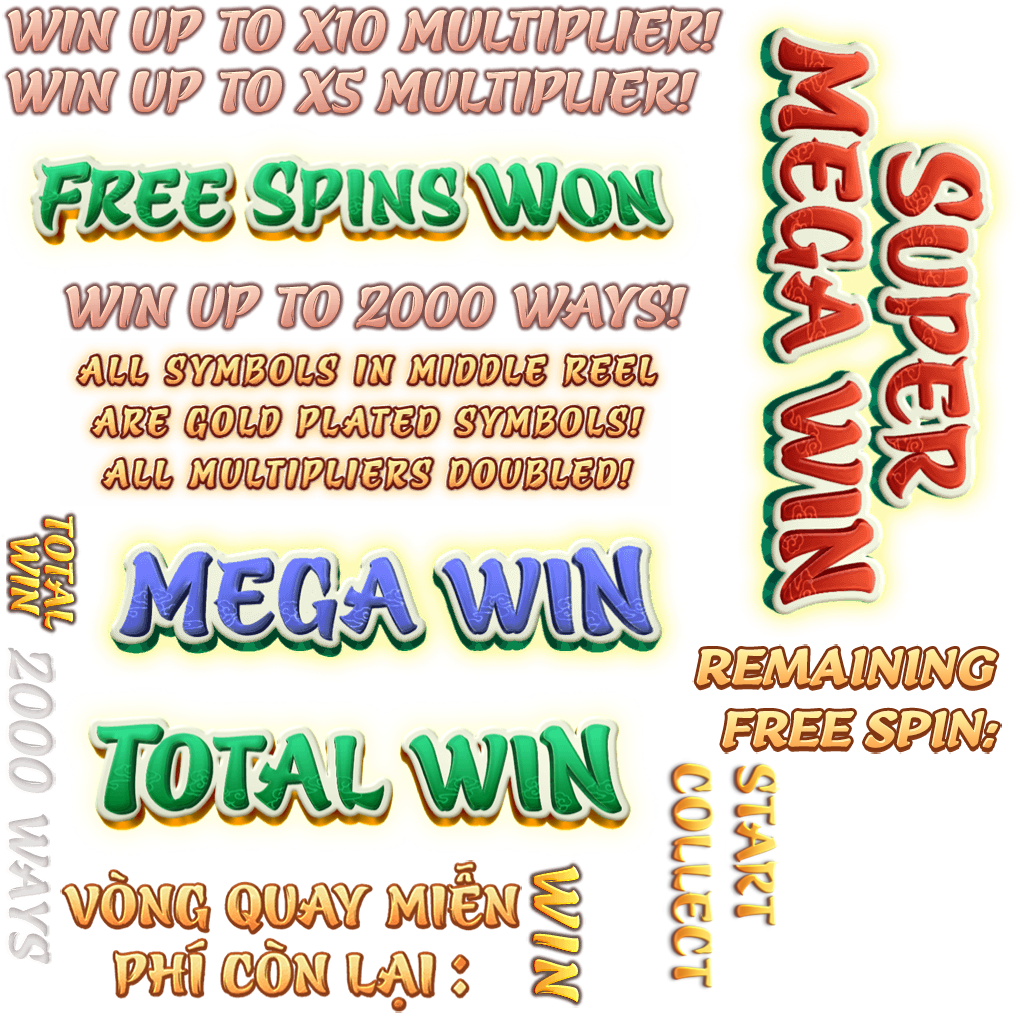 WIN UP TO X10 MULTIPLIER!
WIN UP TO X5 MULTIPLIER!
FREE SPINS WON
WIN UP TO 2000 WAYS!
ALL SYMBOLS IN MIDDLE REEL
ARE GOLD PLATED SYMBOLS!
ALL MULTIPLIERS DOUBLED!
SUPER
MEGA WIN
TOTAL
WIN
MEGA WIN
REMAINING
FREE SPIN:
2000 WAYS
TOTAL WIN
START
COLLECT
VÒNG QUAY MIỄN
PHÍ CÒN LẠI :
WIN